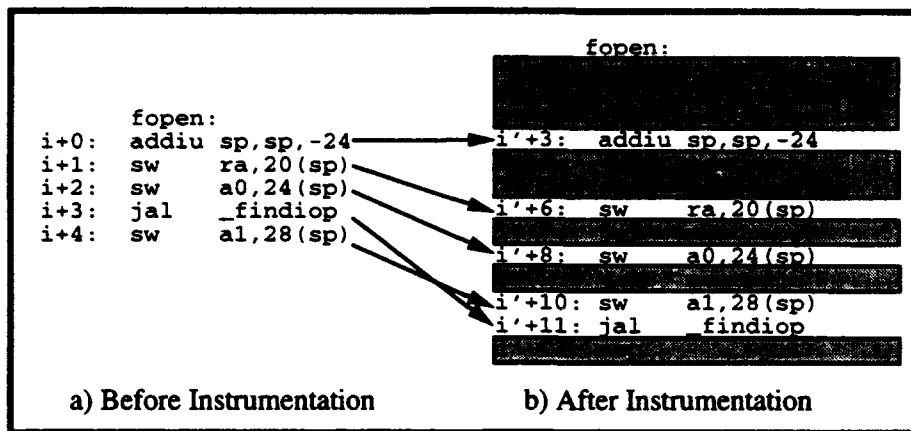 fopen:
i+0: addiu sp,sp,-24
i+1: sw ra,20(sp)
i+2: sw a0,24(sp)
i+3: jal _findiop
i+4: sw a1,28(sp)
a) Before Instrumentation
fopen:
i'+3: addiu sp,sp,-24
i'+6: sw ra,20(sp)
i'+8: sw a0,24(sp)
i'+10: sw a1,28(sp)
i'+11: jal _findiop
b) After Instrumentation